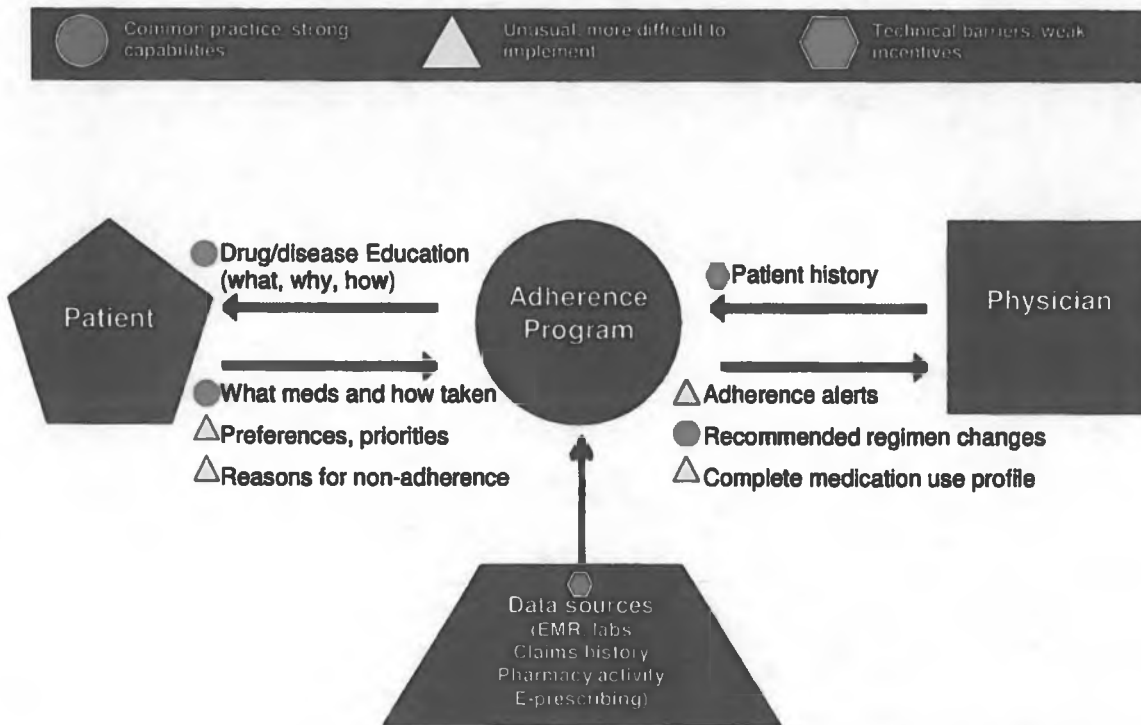 Common practice, strong
capabilities
Unusual, more difficult to
implement
Technical barriers, weak
incentives
Drug/disease Education
(what, why, how)
Patient history
Patient
Adherence
Program
Physician
What meds and how taken
Preferences, priorities
Reasons for non-adherence
Adherence alerts
Recommended regimen changes
Complete medication use profile
Data sources
(EMR, labs
Claims history
Pharmacy activity
E-prescribing)